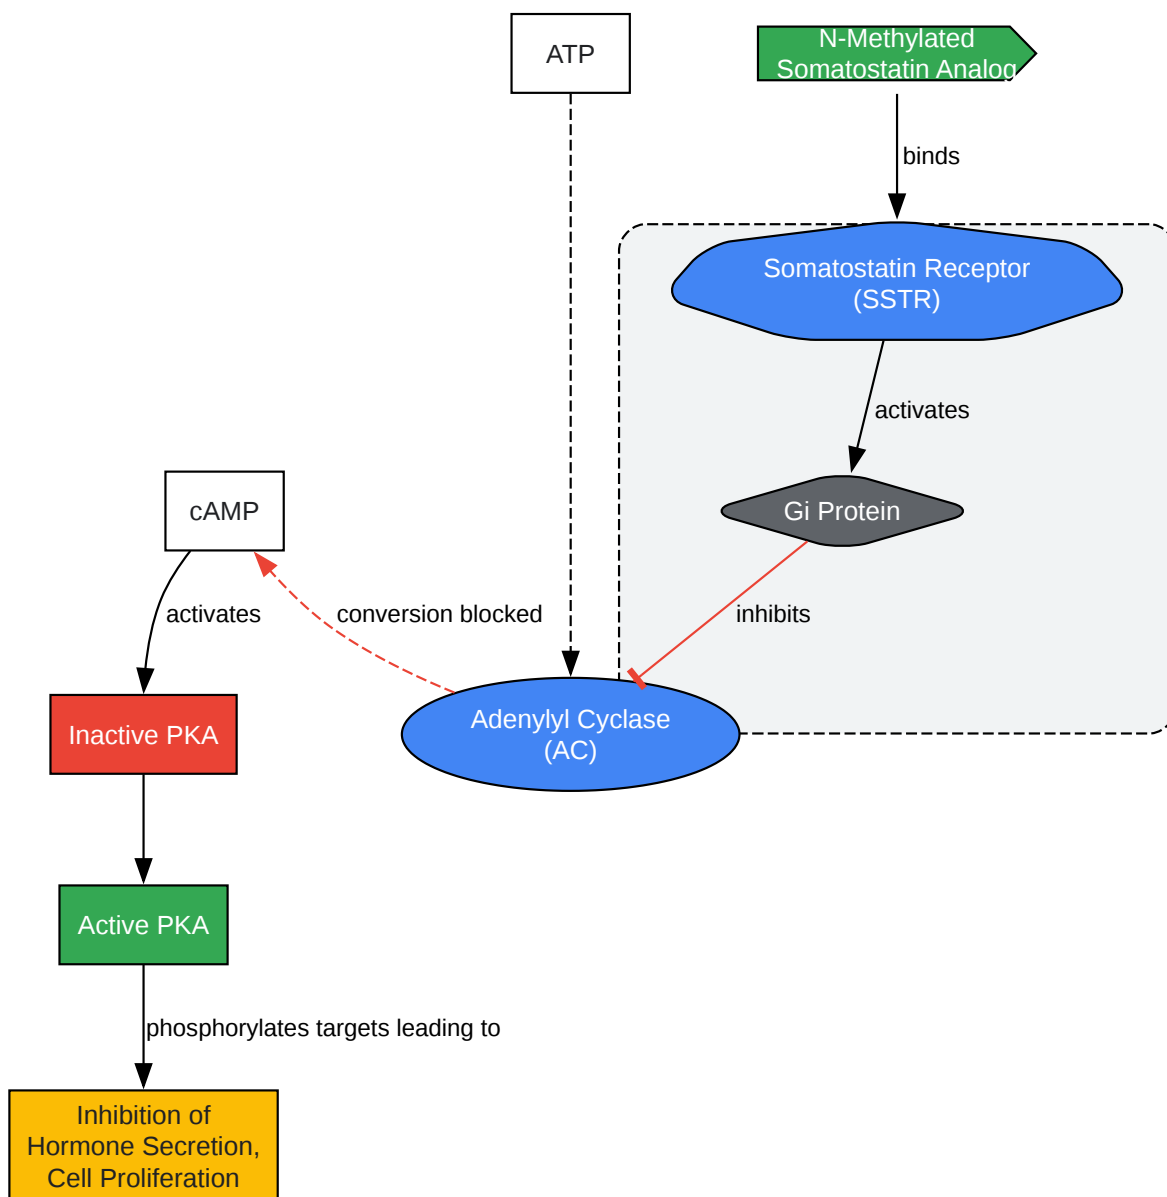 ATP
N-Methylated
Somatostatin Analog
binds
Somatostatin Receptor
(SSTR)
activates
cAMP
Gi Protein
activates
conversion blocked
inhibits
Inactive PKA
Adenylyl Cyclase
(AC)
Active PKA
phosphorylates targets leading to
Inhibition of
Hormone Secretion,
Cell Proliferation